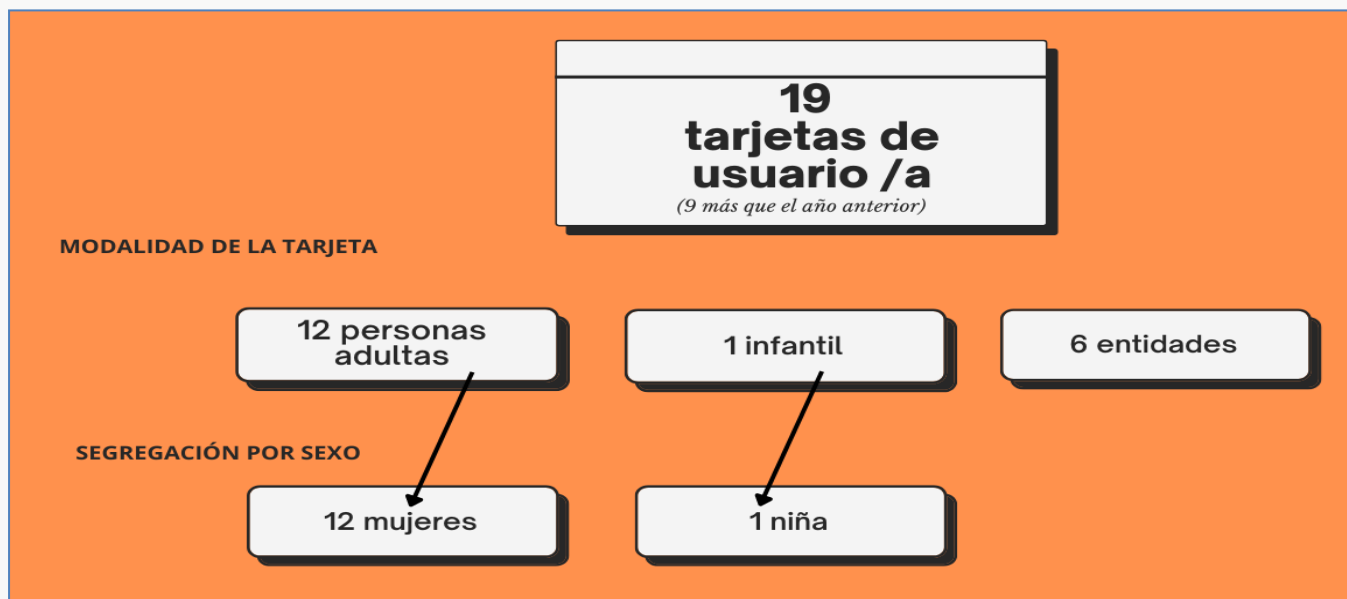 19
tarjetas de
usuario /a
(9 más que el año anterior)
MODALIDAD DE LA TARJETA
12 personas
adultas
1 infantil
6 entidades
SEGREGACIÓN POR SEXO
12 mujeres
1 niña